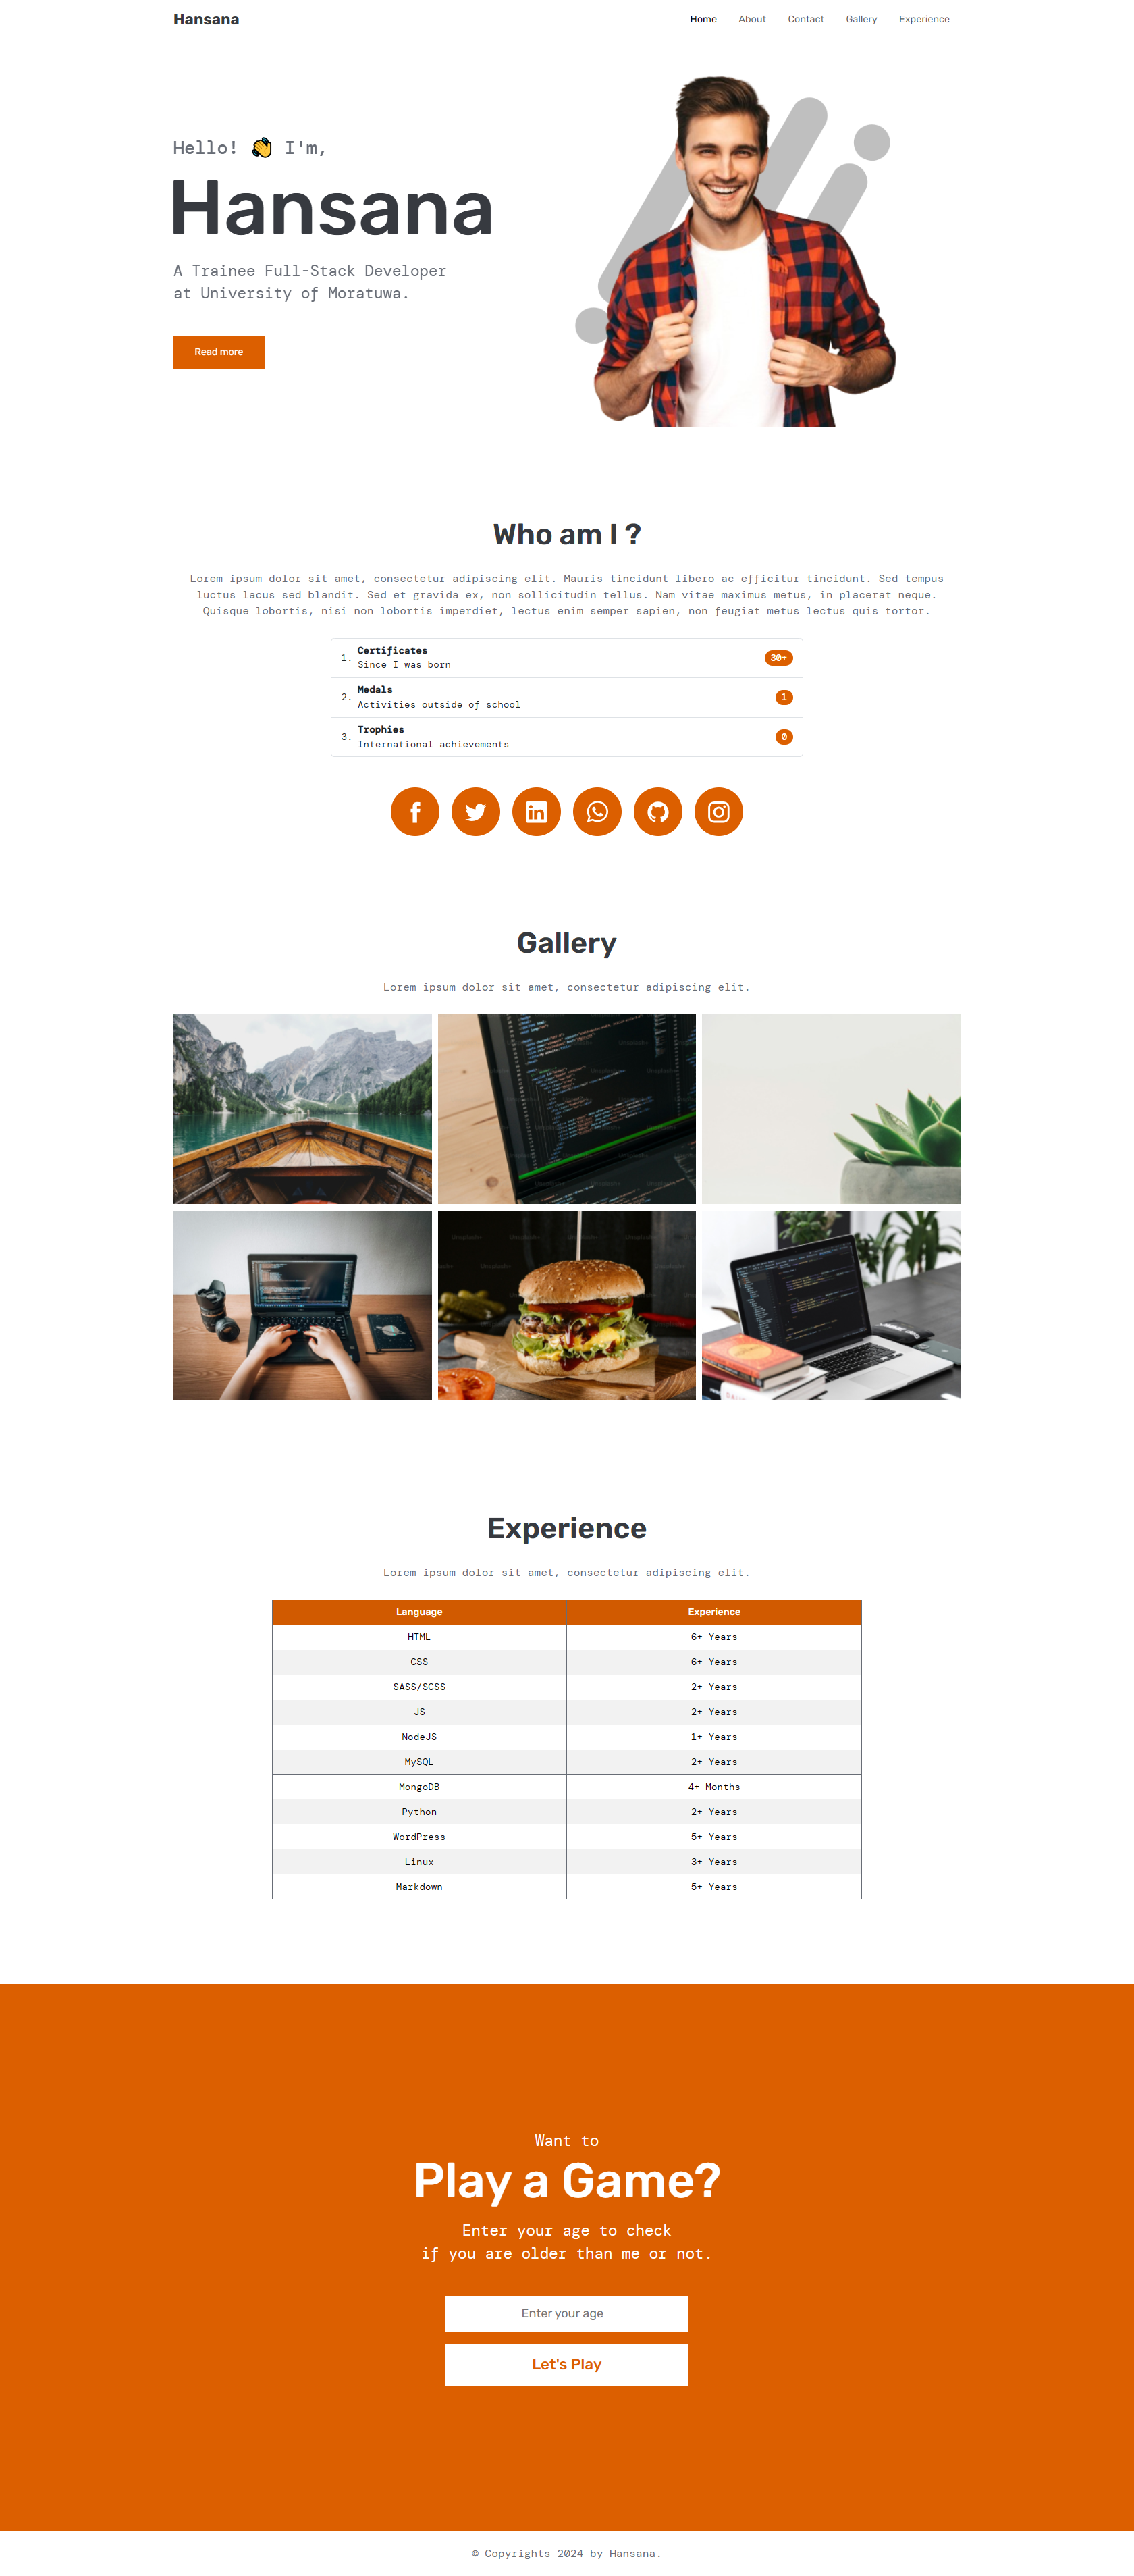 Hansana
Home About Contact Gallery Experience
Hello! 👋 I'm,
Hansana
A Trainee Full-Stack Developer
at University of Moratuwa.
Read more
Who am I ?
Lorem ipsum dolor sit amet, consectetur adipiscing elit. Mauris tincidunt libero ac efficitur tincidunt. Sed tempus
luctus lacus sed blandit. Sed et gravida ex, non sollicitudin tellus. Nam vitae maximus metus, in placerat neque.
Quisque lobortis, nisi non lobortis imperdiet, lectus enim semper sapien, non feugiat metus lectus quis tortor.
1. Certificates 30+
Since I was born
2. Medals 1
Activities outside of school
3. Trophies 0
International achievements
Gallery
Lorem ipsum dolor sit amet, consectetur adipiscing elit.
Experience
Lorem ipsum dolor sit amet, consectetur adipiscing elit.
Language Experience
HTML 6+ Years
CSS 6+ Years
SASS/SCSS 2+ Years
JS 2+ Years
NodeJS 1+ Years
MySQL 2+ Years
MongoDB 4+ Months
Python 2+ Years
WordPress 5+ Years
Linux 3+ Years
Markdown 5+ Years
Want to
Play a Game?
Enter your age to check
if you are older than me or not.
Enter your age
Let's Play
© Copyrights 2024 by Hansana.